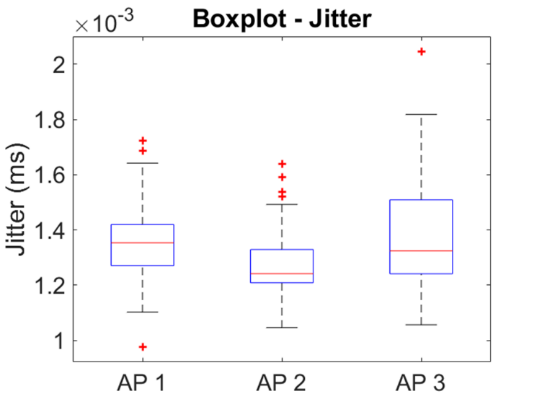 ×10⁻³
Boxplot - Jitter
2
1.8
1.6
1.4
1.2
1
Jitter (ms)
AP 1 AP 2 AP 3